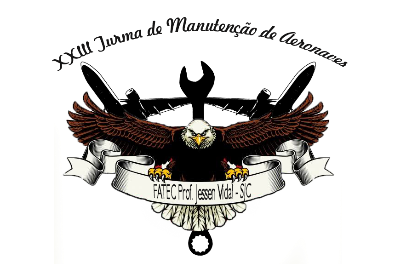 XXIII Turma de Manutenção de Aeronaves
FATEC Prof. Jessen Vidal - SJC